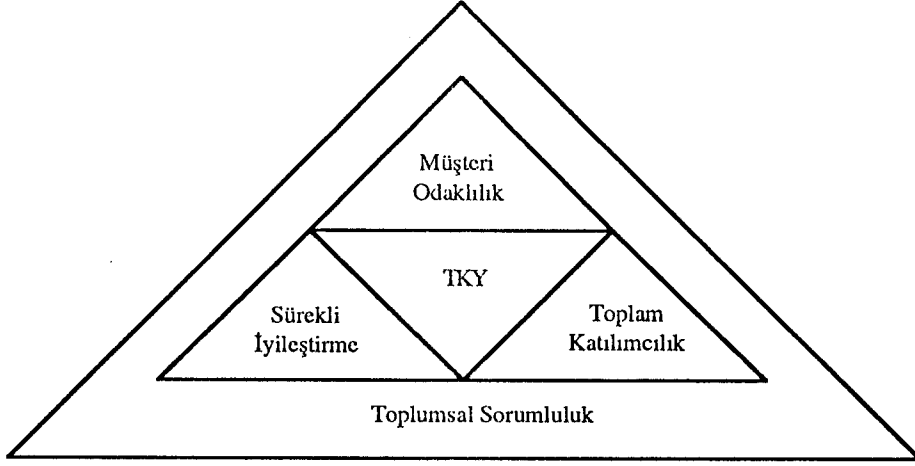 Müşteri
Odaklılık
TKY
Sürekli
İyileştirme
Toplam
Katılımcılık
Toplumsal Sorumluluk